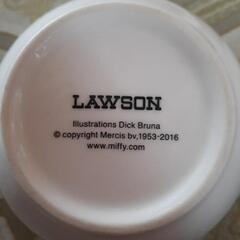 LAWSON
Illustrations Dick Bruna
© copyright Mercis bv,1953-2016
www.miffy.com